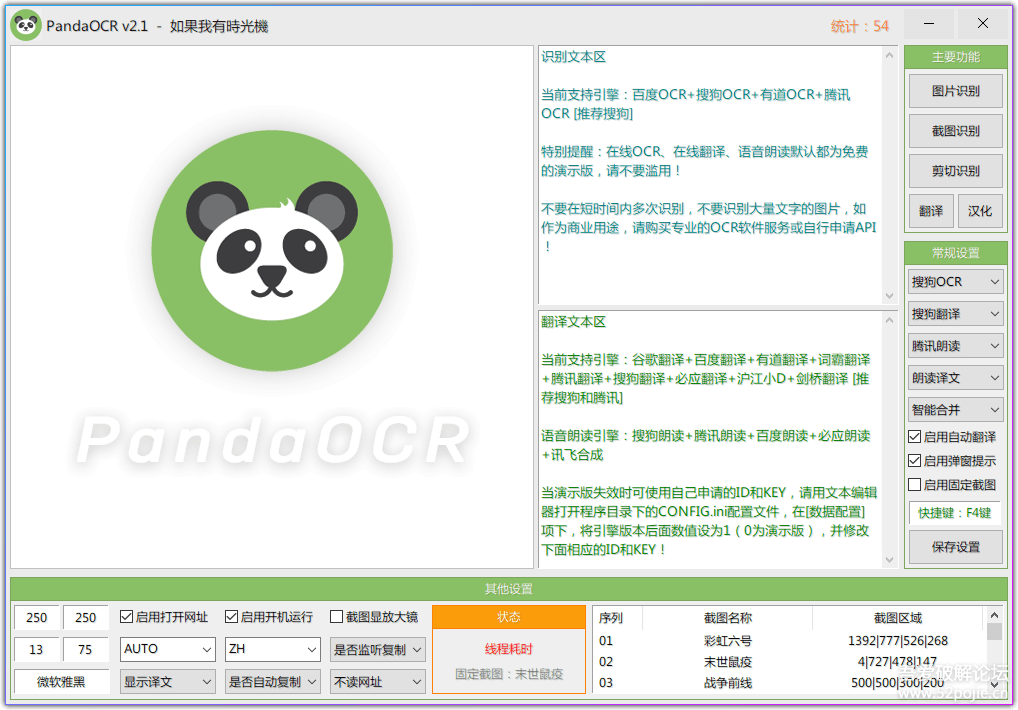 PandaOCR v2.1 - 如果我有時光機
统计：54
PandaOCR
识别文本区
当前支持引擎：百度OCR+搜狗OCR+有道OCR+腾讯
OCR [推荐搜狗]
特别提醒：在线OCR、在线翻译、语音朗读默认都为免费
的演示版，请不要滥用！
不要在短时间内多次识别，不要识别大量文字的图片，如
作为商业用途，请购买专业的OCR软件服务或自行申请API
！
翻译文本区
当前支持引擎：谷歌翻译+百度翻译+有道翻译+词霸翻译
+腾讯翻译+搜狗翻译+必应翻译+沪江小D+剑桥翻译 [推
荐搜狗和腾讯]
语音朗读引擎：搜狗朗读+腾讯朗读+百度朗读+必应朗读
+讯飞合成
当演示版失效时可使用自己申请的ID和KEY，请用文本编辑
器打开程序目录下的CONFIG.ini配置文件，在[数据配置]
项下，将引擎版本后面数值设为1（0为演示版），并修改
下面相应的ID和KEY！
主要功能
图片识别
截图识别
剪切识别
翻译 汉化
常规设置
搜狗OCR
搜狗翻译
腾讯朗读
朗读译文
智能合并
启用自动翻译
启用弹窗提示
启用固定截图
快捷键：F4键
保存设置
其他设置
250 250 启用打开网址 启用开机运行 截图显放大镜
13 75 AUTO ZH 是否监听复制
微软雅黑 显示译文 是否自动复制 不读网址
状态
线程耗时
固定截图：末世鼠疫
序列 截图名称 截图区域
01 彩虹六号 1392|777|526|268
02 末世鼠疫 4|727|478|147
03 战争前线 500|500|300|200
吾爱破解论坛
www.52pojie.cn